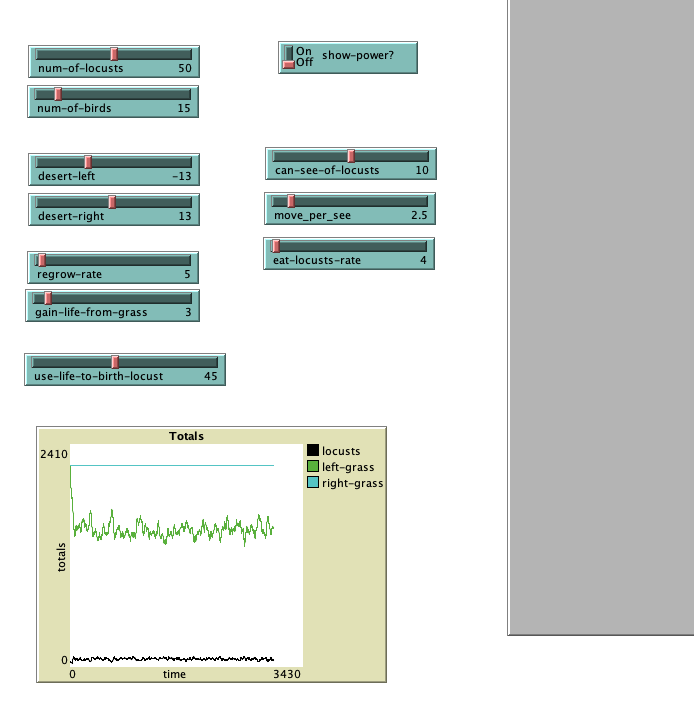 num-of-locusts 50
On
Off
show-power?
num-of-birds 15
desert-left -13
can-see-of-locusts 10
desert-right 13
move_per_see 2.5
regrow-rate 5
eat-locusts-rate 4
gain-life-from-grass 3
use-life-to-birth-locust 45
Totals
2410
totals
0
0
time
3430
locusts
left-grass
right-grass